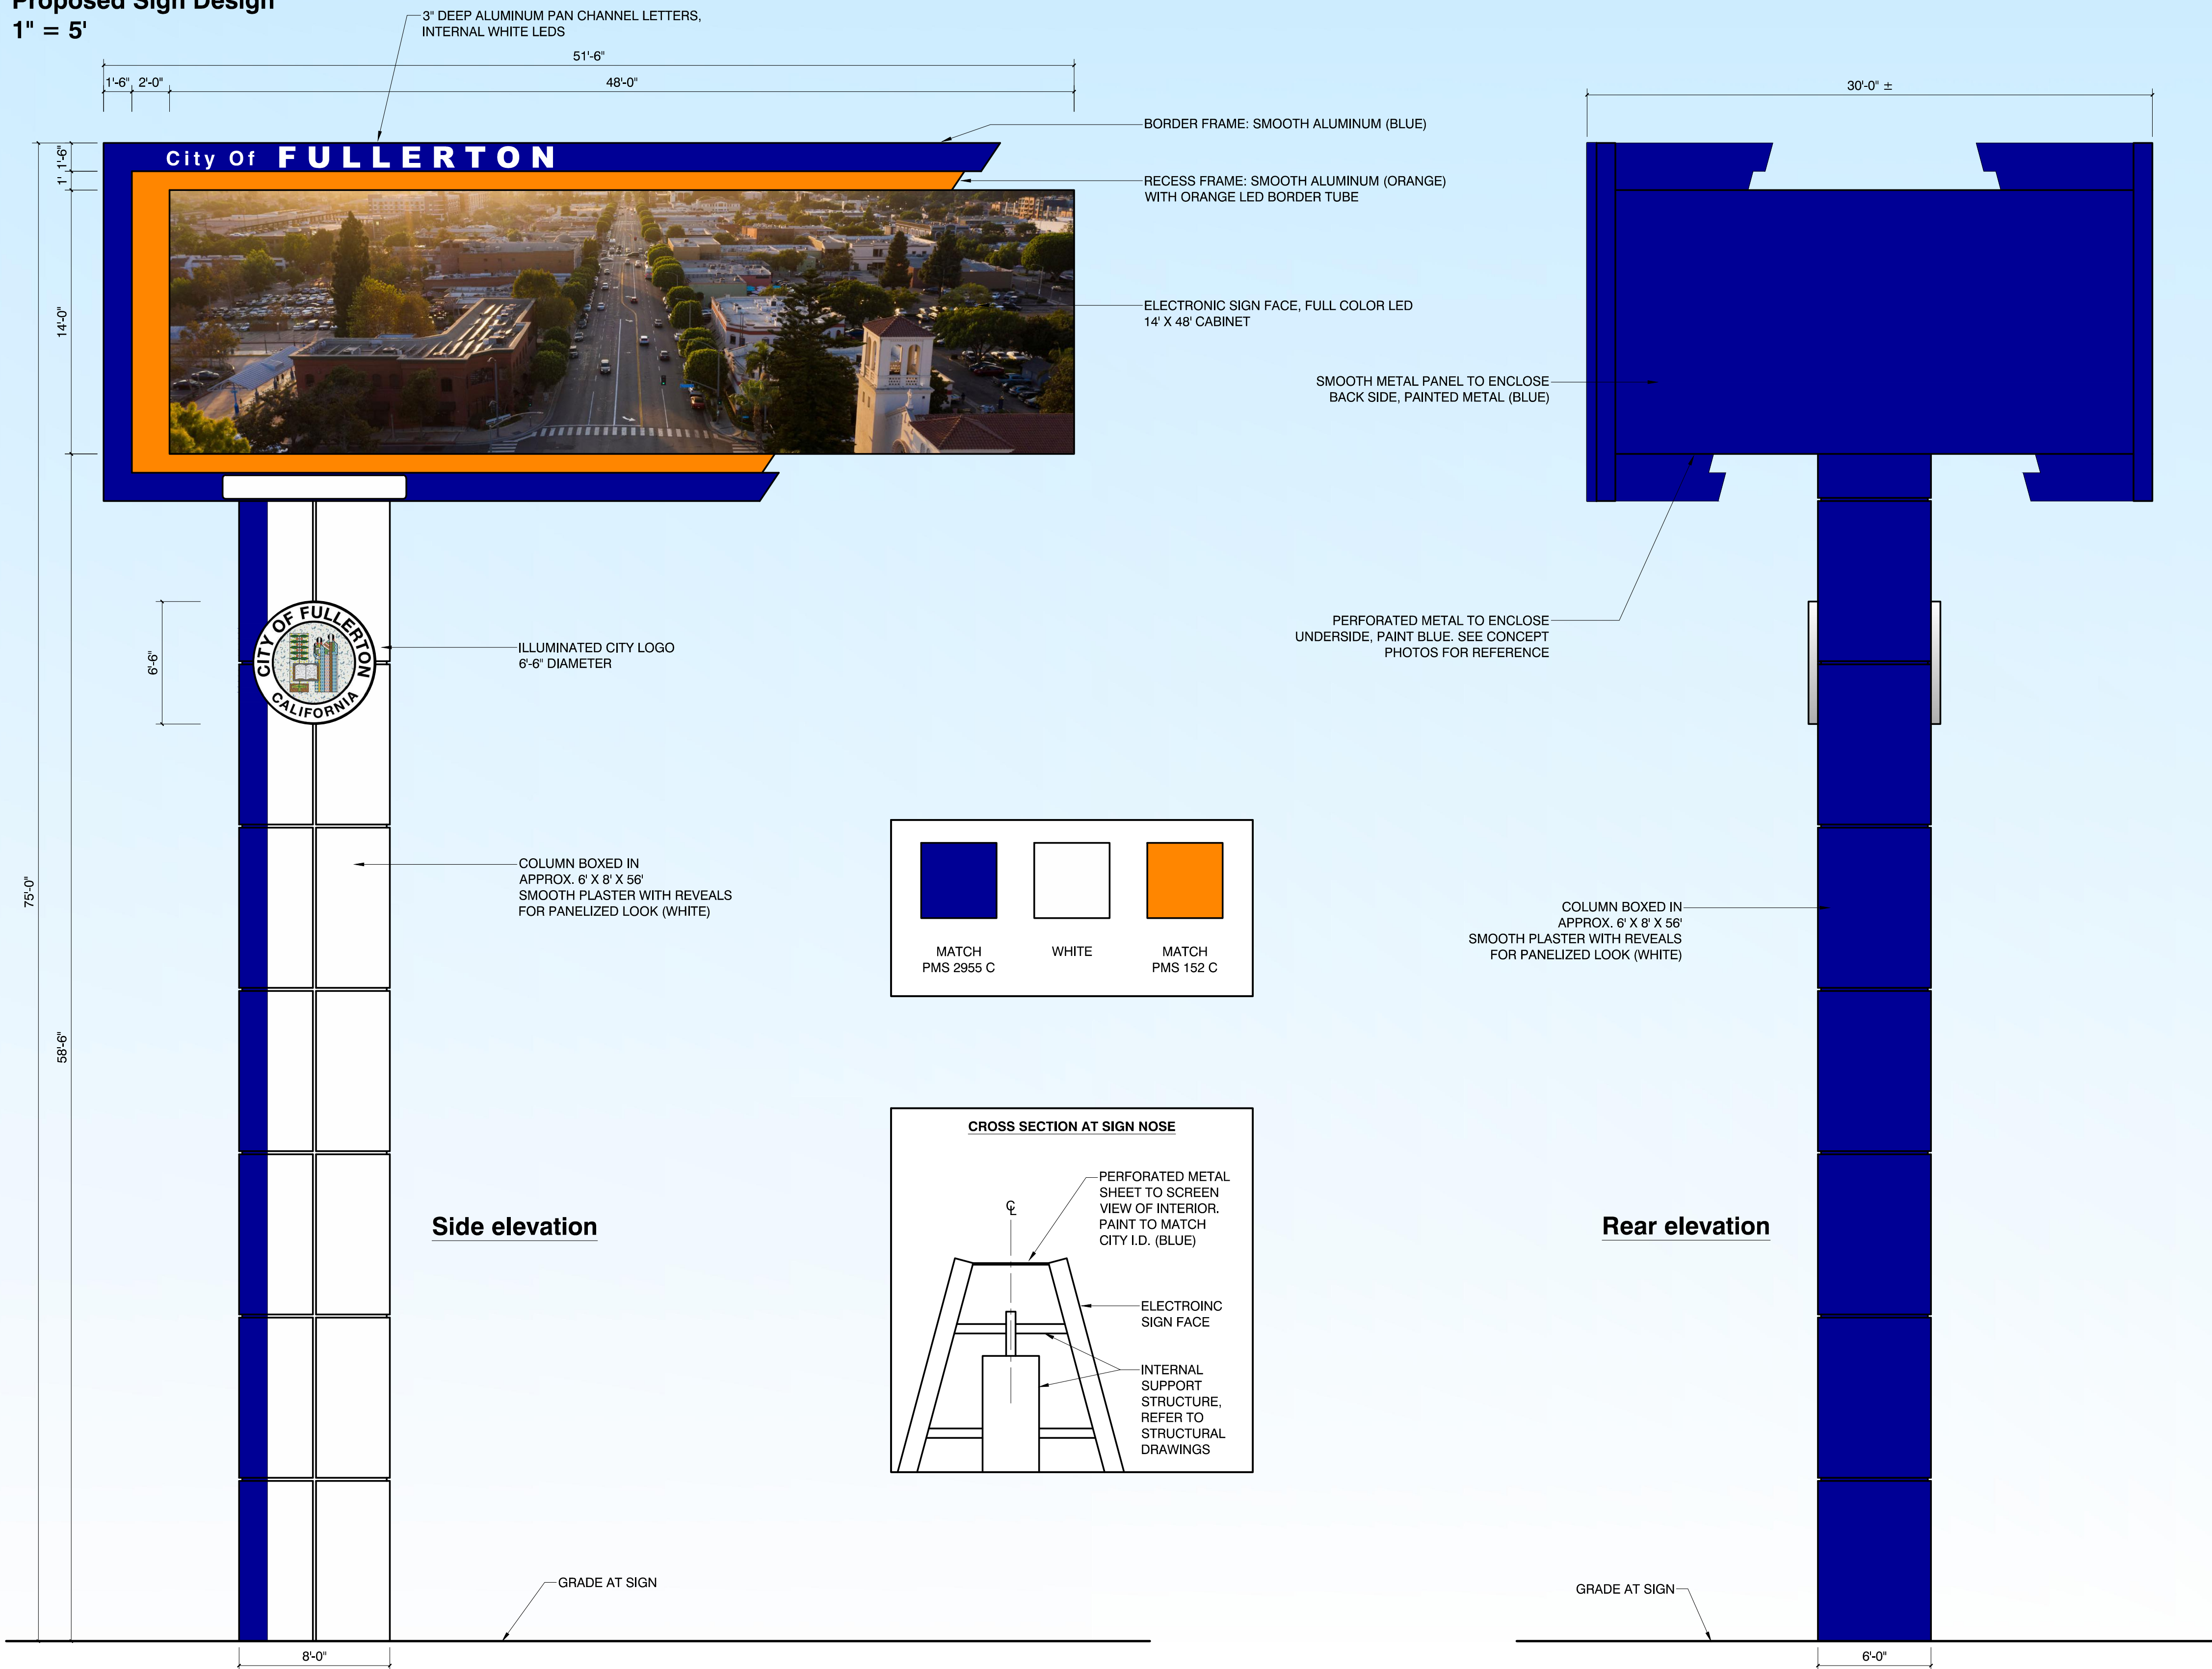 Proposed Sign Design
1" = 5'
3" DEEP ALUMINUM PAN CHANNEL LETTERS,
INTERNAL WHITE LEDS
51'-6"
1'-6"
2'-0"
48'-0"
30'-0" ±
BORDER FRAME: SMOOTH ALUMINUM (BLUE)
1'-6"
1'
City Of FULLERTON
RECESS FRAME: SMOOTH ALUMINUM (ORANGE)
WITH ORANGE LED BORDER TUBE
14'-0"
ELECTRONIC SIGN FACE, FULL COLOR LED
14' X 48' CABINET
SMOOTH METAL PANEL TO ENCLOSE
BACK SIDE, PAINTED METAL (BLUE)
6'-6"
CITY OF FULLERTON
CALIFORNIA
ILLUMINATED CITY LOGO
6'-6" DIAMETER
PERFORATED METAL TO ENCLOSE
UNDERSIDE, PAINT BLUE. SEE CONCEPT
PHOTOS FOR REFERENCE
75'-0"
58'-6"
COLUMN BOXED IN
APPROX. 6' X 8' X 56'
SMOOTH PLASTER WITH REVEALS
FOR PANELIZED LOOK (WHITE)
MATCH
PMS 2955 C
WHITE
MATCH
PMS 152 C
COLUMN BOXED IN
APPROX. 6' X 8' X 56'
SMOOTH PLASTER WITH REVEALS
FOR PANELIZED LOOK (WHITE)
CROSS SECTION AT SIGN NOSE
PERFORATED METAL
SHEET TO SCREEN
VIEW OF INTERIOR.
PAINT TO MATCH
CITY I.D. (BLUE)
℄
ELECTROINC
SIGN FACE
INTERNAL
SUPPORT
STRUCTURE,
REFER TO
STRUCTURAL
DRAWINGS
Side elevation
Rear elevation
GRADE AT SIGN
GRADE AT SIGN
8'-0"
6'-0"